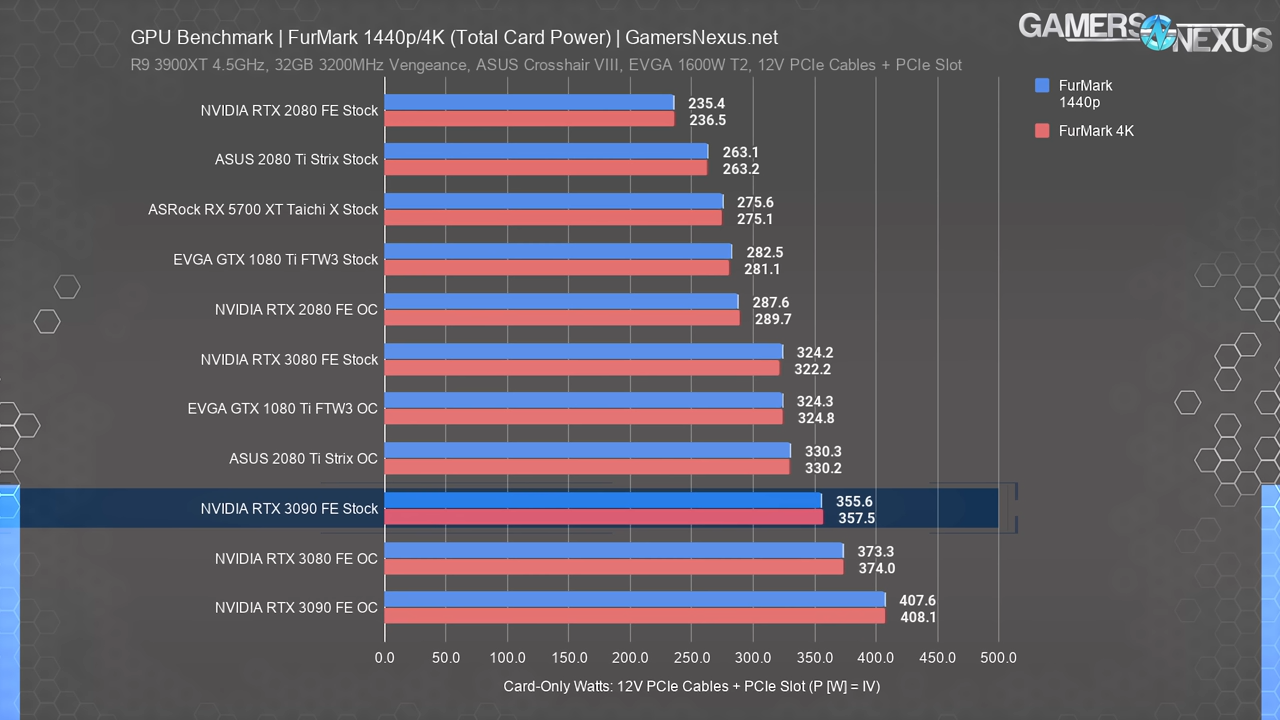 GPU Benchmark | FurMark 1440p/4K (Total Card Power) | GamersNexus.net
R9 3900XT 4.5GHz, 32GB 3200MHz Vengeance, ASUS Crosshair VIII, EVGA 1600W T2, 12V PCIe Cables + PCIe Slot
GAMERS NEXUS
FurMark
1440p
FurMark 4K
NVIDIA RTX 2080 FE Stock
235.4
236.5
ASUS 2080 Ti Strix Stock
263.1
263.2
ASRock RX 5700 XT Taichi X Stock
275.6
275.1
EVGA GTX 1080 Ti FTW3 Stock
282.5
281.1
NVIDIA RTX 2080 FE OC
287.6
289.7
NVIDIA RTX 3080 FE Stock
324.2
322.2
EVGA GTX 1080 Ti FTW3 OC
324.3
324.8
ASUS 2080 Ti Strix OC
330.3
330.2
NVIDIA RTX 3090 FE Stock
355.6
357.5
NVIDIA RTX 3080 FE OC
373.3
374.0
NVIDIA RTX 3090 FE OC
407.6
408.1
0.0 50.0 100.0 150.0 200.0 250.0 300.0 350.0 400.0 450.0 500.0
Card-Only Watts: 12V PCIe Cables + PCIe Slot (P [W] = IV)